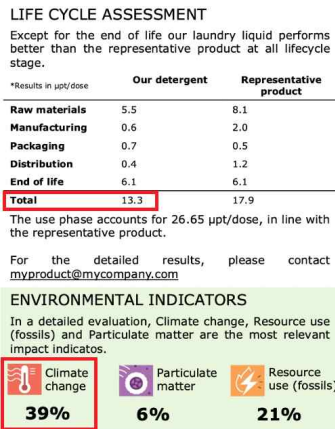 LIFE CYCLE ASSESSMENT
Except for the end of life our laundry liquid performs
better than the representative product at all lifecycle
stage.
*Results in µpt/dose Our detergent Representative
product
Raw materials 5.5 8.1
Manufacturing 0.6 2.0
Packaging 0.7 0.5
Distribution 0.4 1.2
End of life 6.1 6.1
Total 13.3 17.9
The use phase accounts for 26.65 µpt/dose, in line with
the representative product.
For the detailed results, please contact
myproduct@mycompany.com
ENVIRONMENTAL INDICATORS
In a detailed evaluation, Climate change, Resource use
(fossils) and Particulate matter are the most relevant
impact indicatos.
Climate change
Particulate matter
Resource use (fossils)
39% 6% 21%